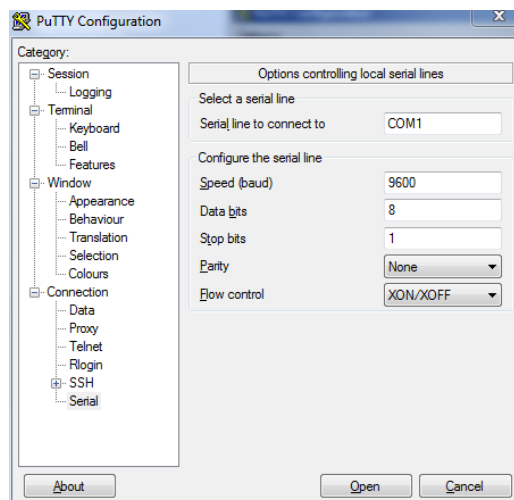 PuTTY Configuration
X
Category:
Session
Logging
Terminal
Keyboard
Bell
Features
Window
Appearance
Behaviour
Translation
Selection
Colours
Connection
Data
Proxy
Telnet
Rlogin
SSH
Serial
Options controlling local serial lines
Select a serial line
Serial line to connect to COM1
Configure the serial line
Speed (baud) 9600
Data bits 8
Stop bits 1
Parity None
Flow control XON/XOFF
About Open Cancel